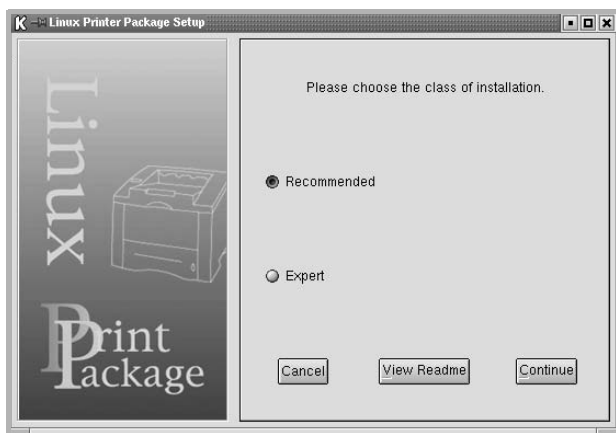 Linux Printer Package Setup
Linux
Print
Package
Please choose the class of installation.
Recommended
Expert
Cancel
View Readme
Continue